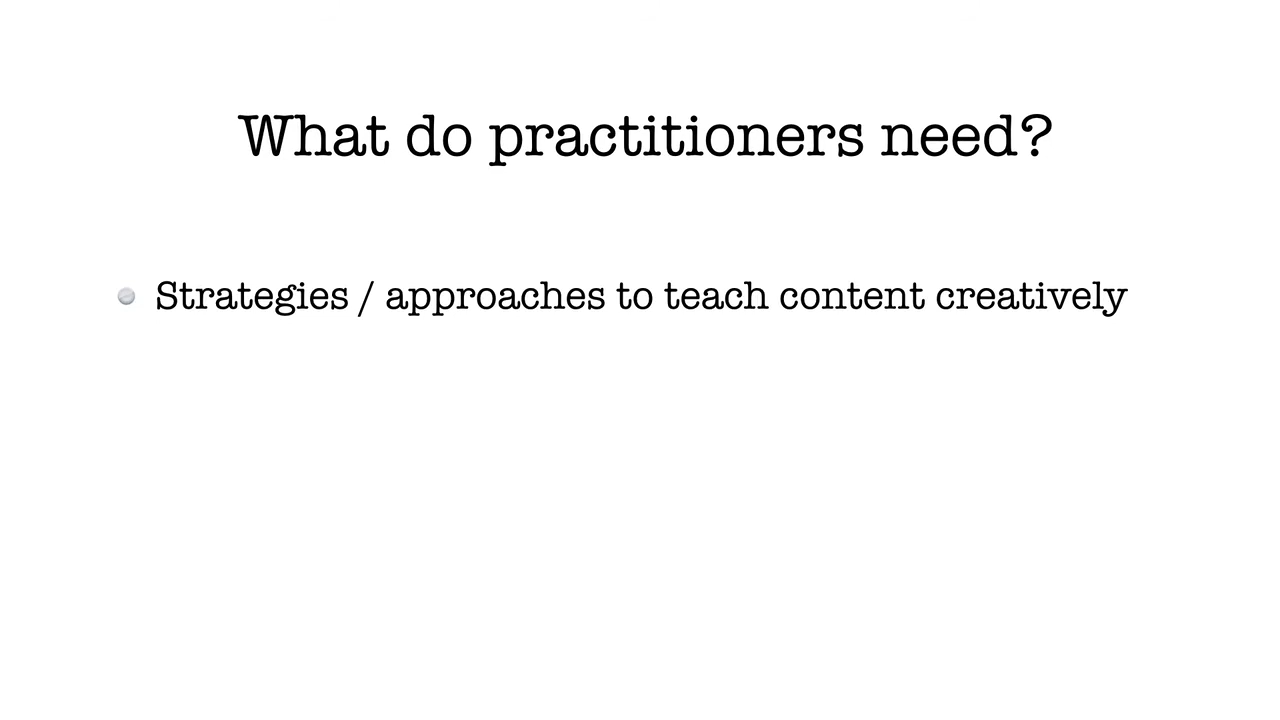 What do practitioners need?
Strategies / approaches to teach content creatively